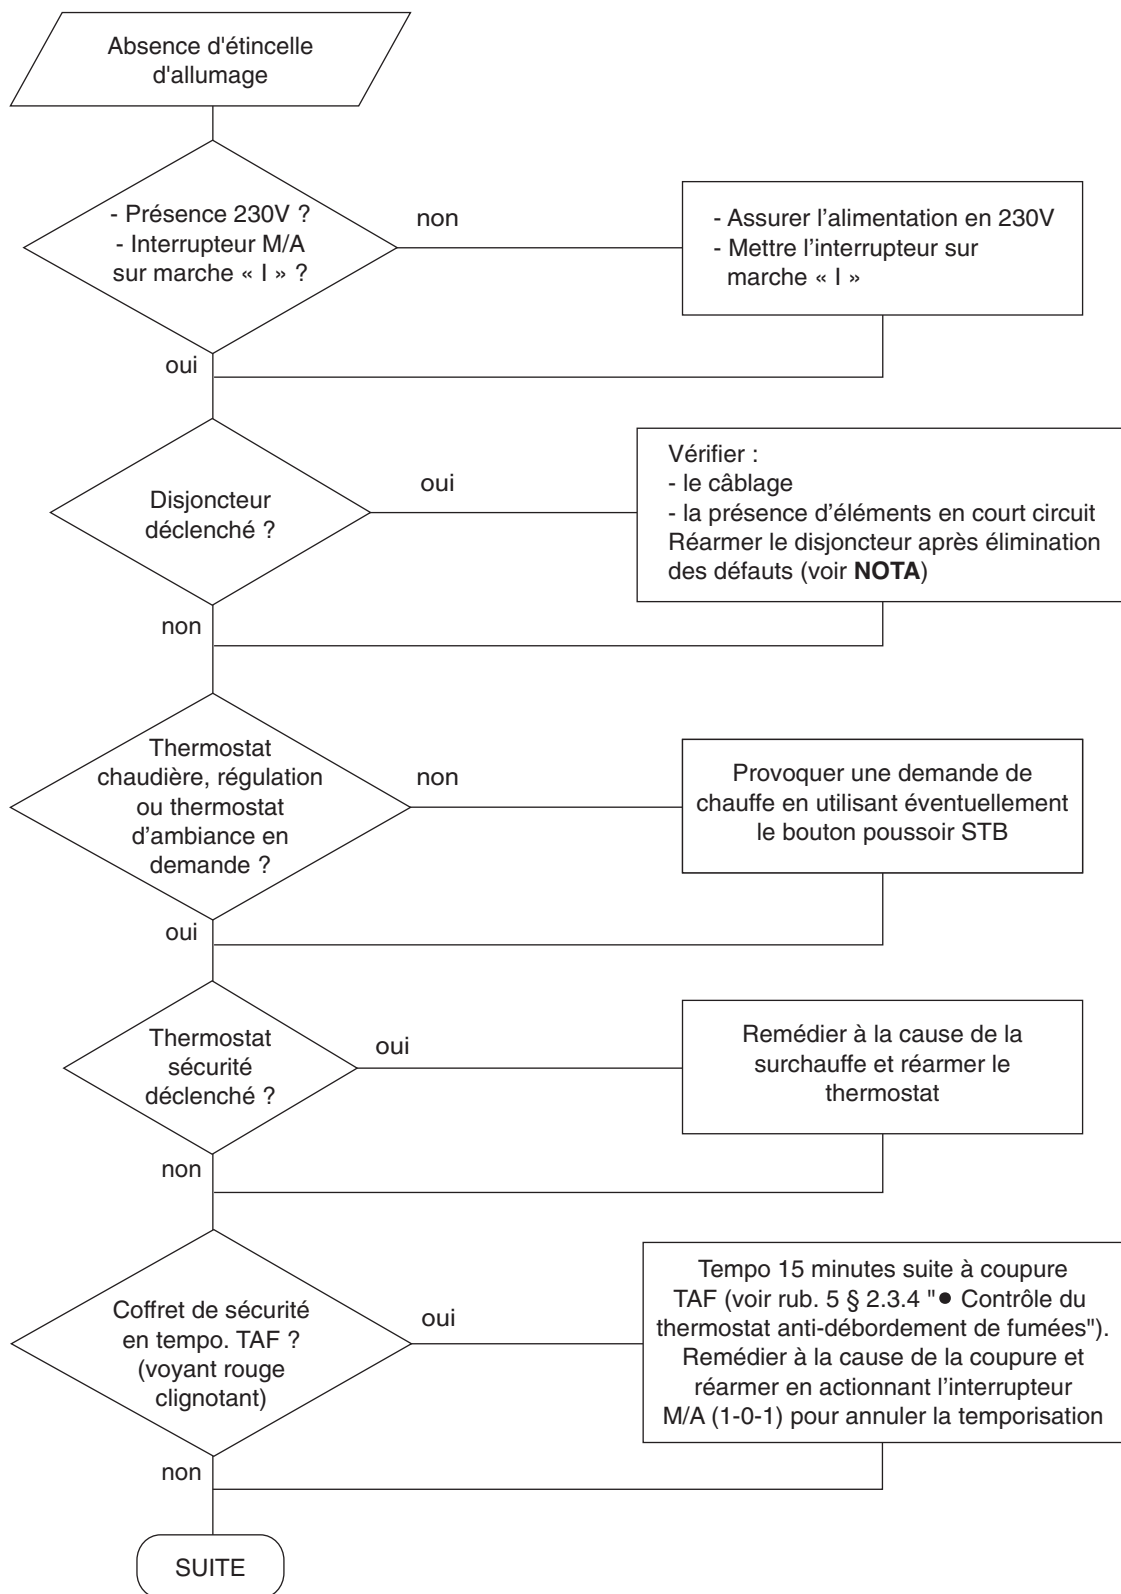 Absence d'étincelle
d'allumage
- Présence 230V ?
- Interrupteur M/A
sur marche « I » ?
non
- Assurer l’alimentation en 230V
- Mettre l’interrupteur sur
marche « I »
oui
Disjoncteur
déclenché ?
oui
Vérifier :
- le câblage
- la présence d’éléments en court circuit
Réarmer le disjoncteur après élimination
des défauts (voir NOTA)
non
Thermostat
chaudière, régulation
ou thermostat
d’ambiance en
demande ?
non
Provoquer une demande de
chauffe en utilisant éventuellement
le bouton poussoir STB
oui
Thermostat
sécurité
déclenché ?
oui
Remédier à la cause de la
surchauffe et réarmer le
thermostat
non
Coffret de sécurité
en tempo. TAF ?
(voyant rouge
clignotant)
oui
Tempo 15 minutes suite à coupure
TAF (voir rub. 5 § 2.3.4 "● Contrôle du
thermostat anti-débordement de fumées").
Remédier à la cause de la coupure et
réarmer en actionnant l’interrupteur
M/A (1-0-1) pour annuler la temporisation
non
SUITE